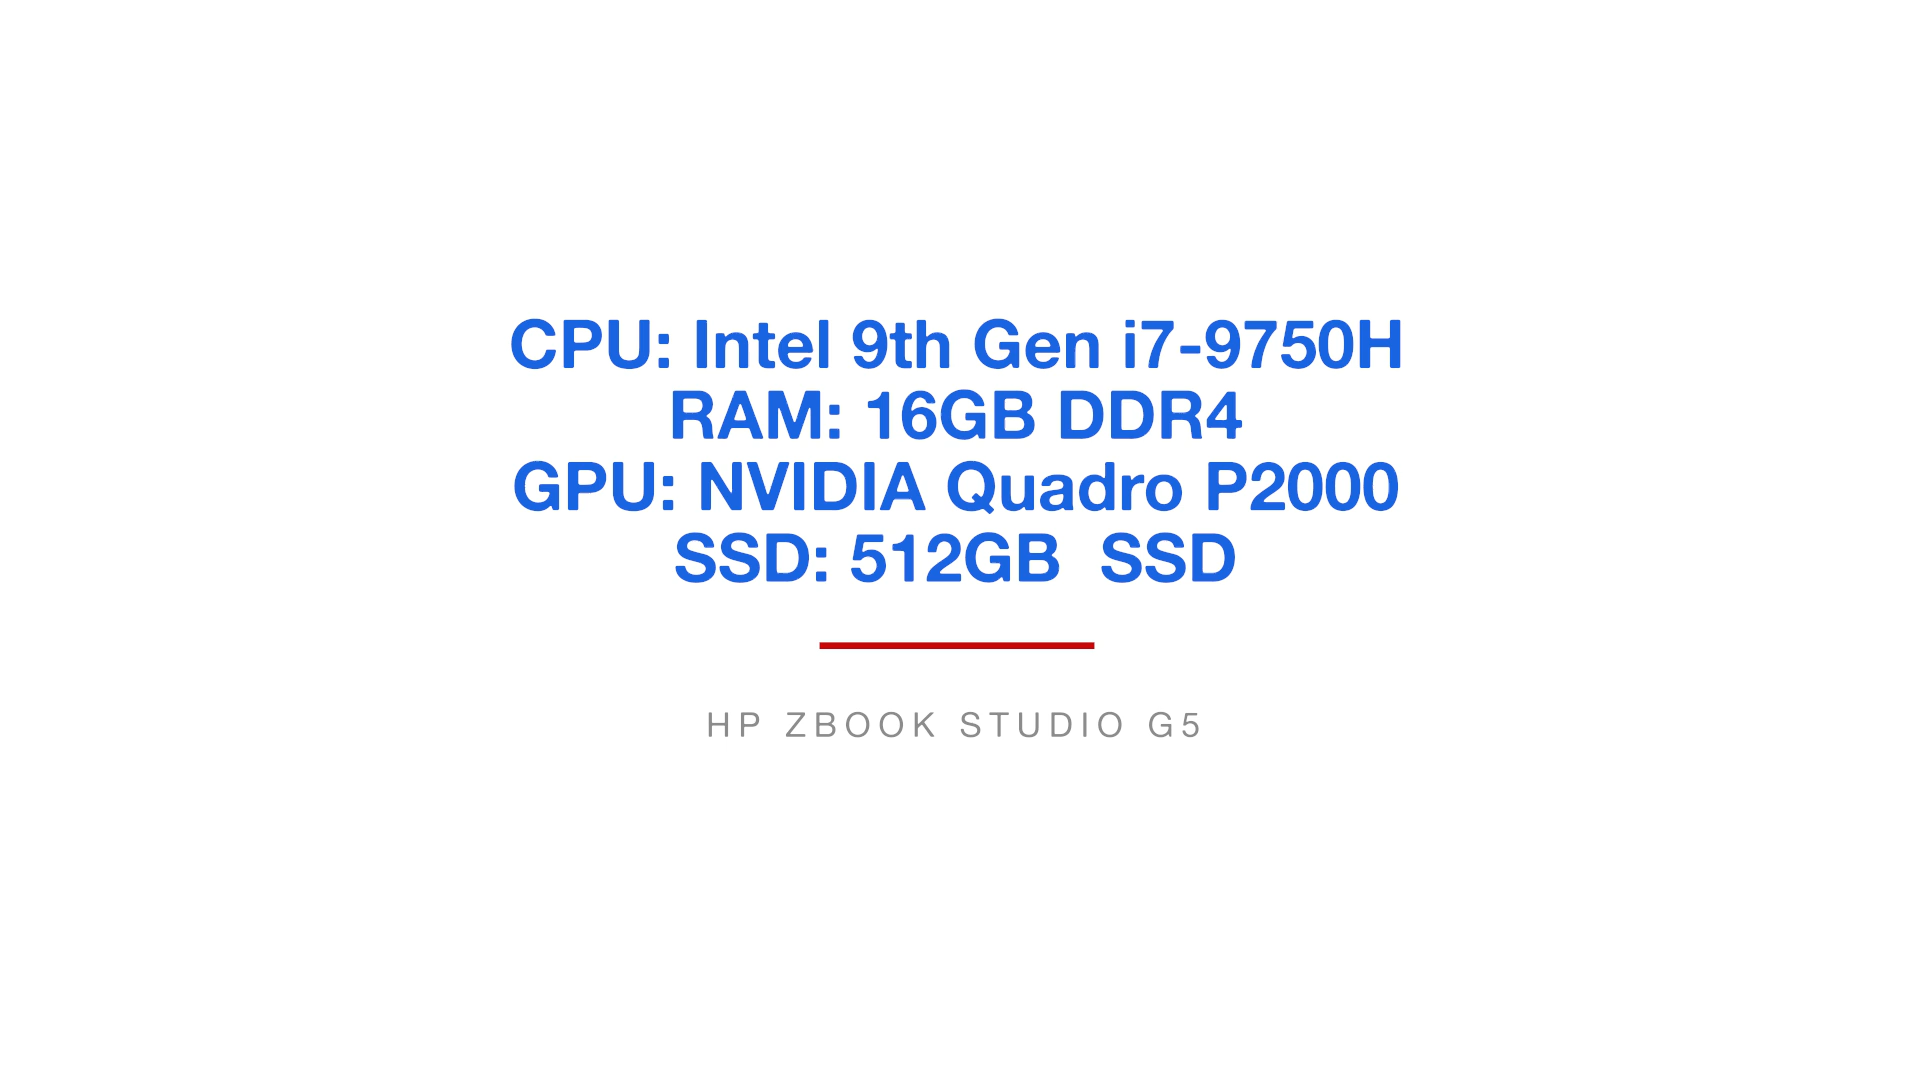 CPU: Intel 9th Gen i7-9750H
RAM: 16GB DDR4
GPU: NVIDIA Quadro P2000
SSD: 512GB  SSD
HP ZBOOK STUDIO G5